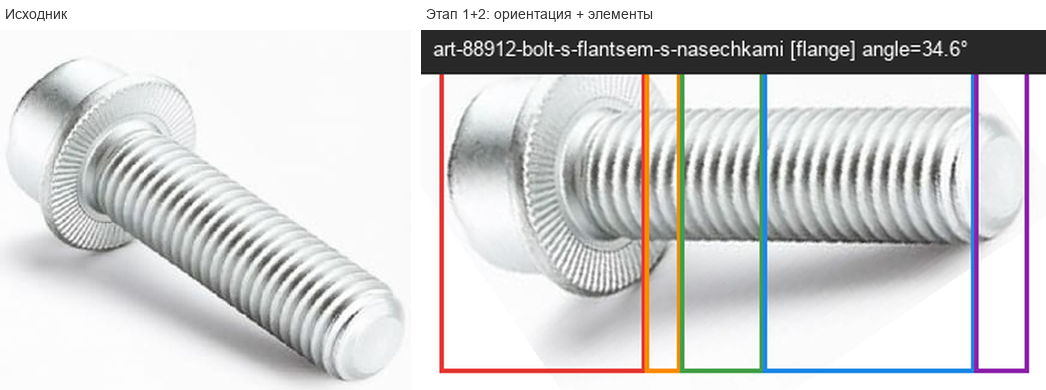 Исходник
Этап 1+2: ориентация + элементы
art-88912-bolt-s-flantsem-s-nasechkami [flange] angle=34.6°